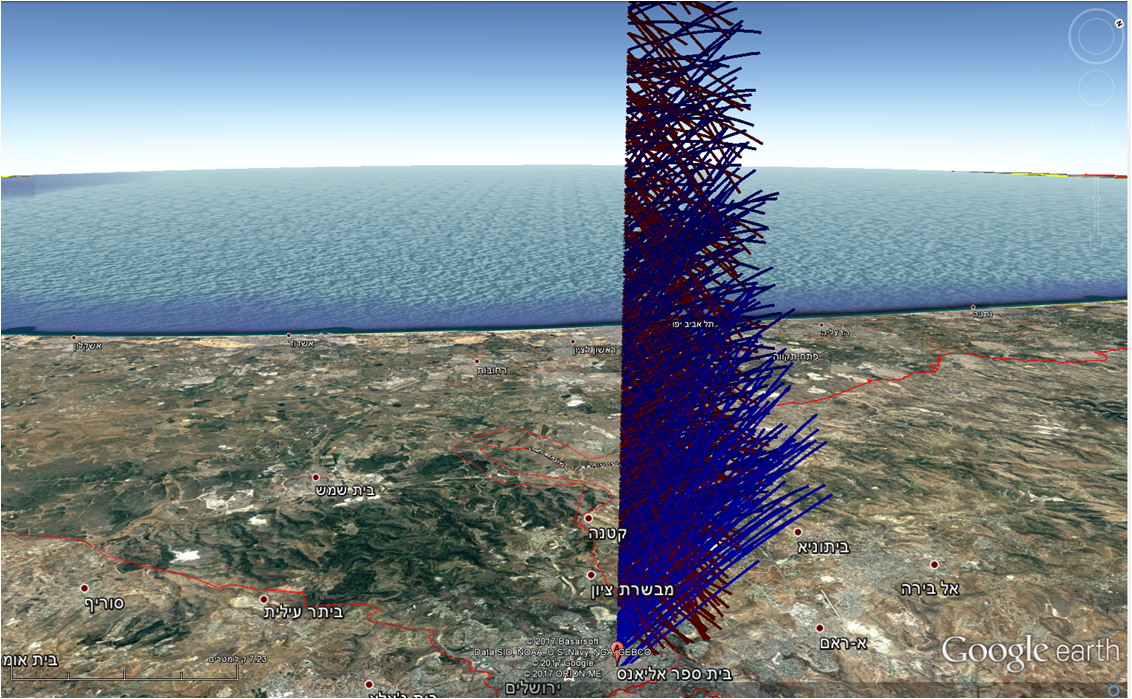 N
תל אביב יפו
נתניה
הרצליה
אשקלון
אשדוד
ראשון לציון
פתח תקווה
רחובות
בית שמש
קטנה
ביתוניא
אל בירה
מבשרת ציון
סוריף
ביתר עילית
א-ראם
© 2017 Basarsoft
Data SIO, NOAA, U.S. Navy, NGA, GEBCO
© 2017 Google
© 2017 ORION-ME
Google earth
7.23 קילומטרים
בית אומ
בית ספר אליאנס
ירושלים